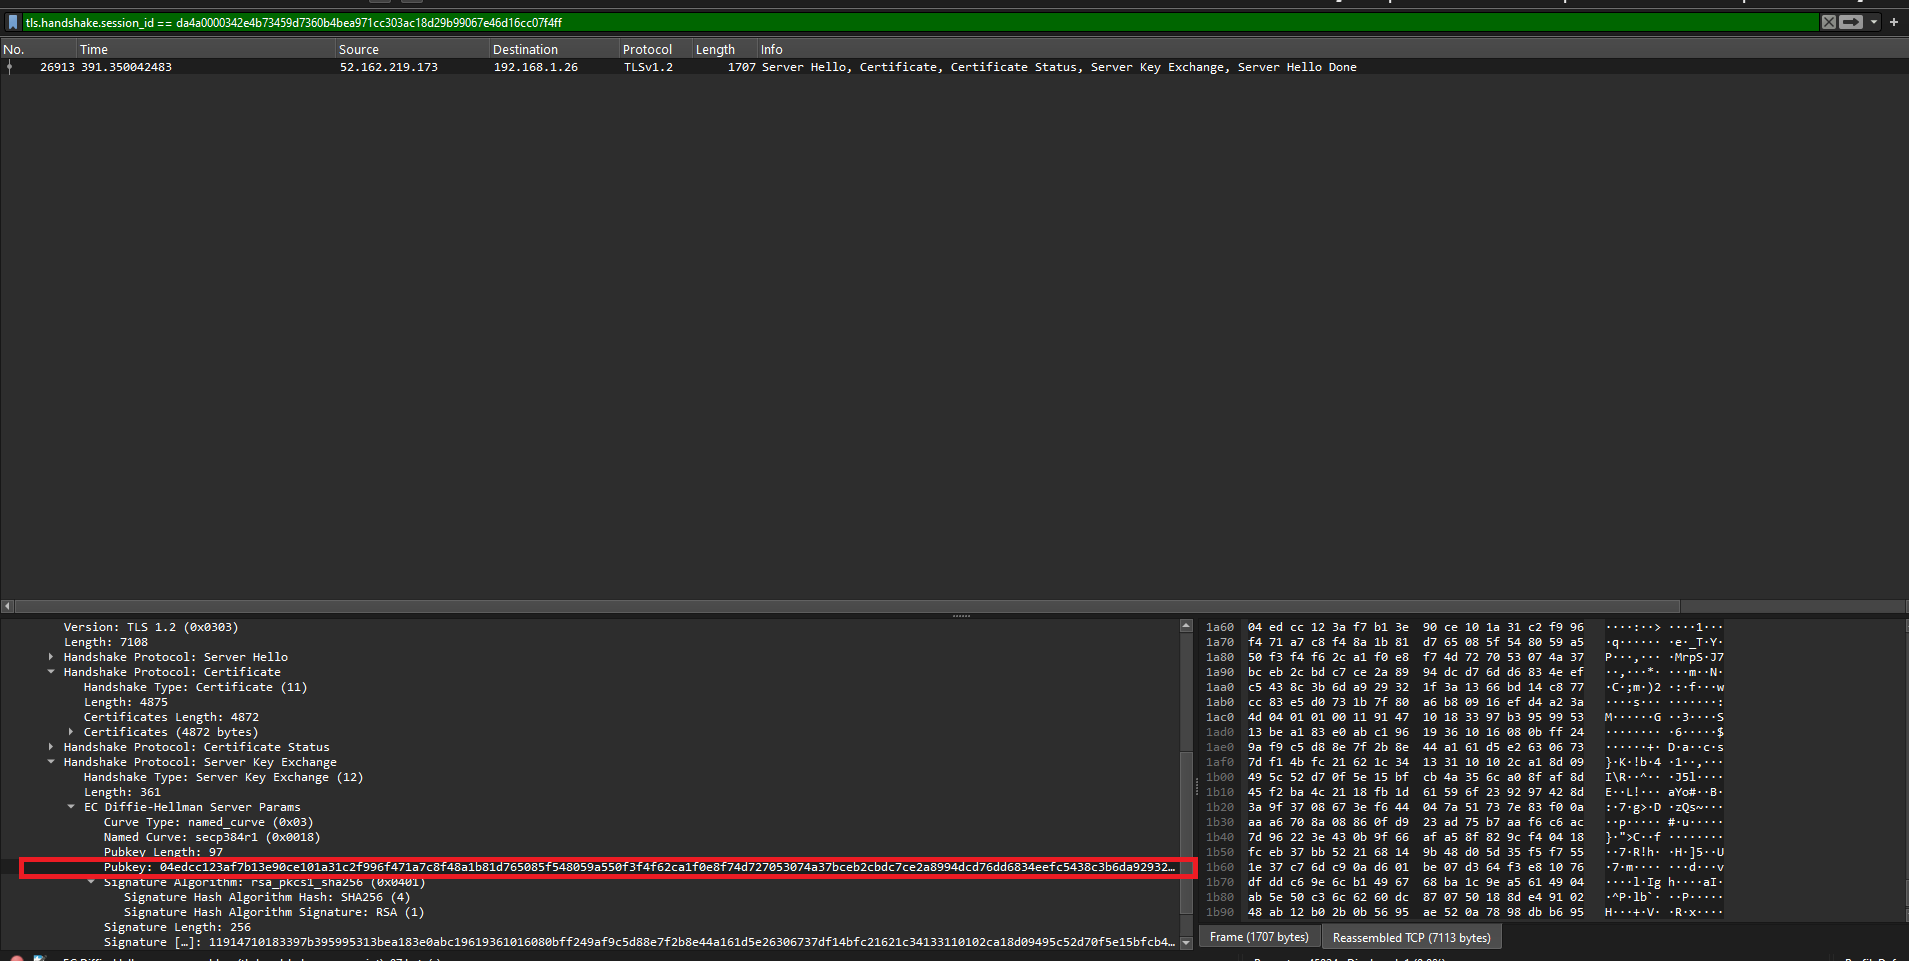 tls.handshake.session_id == da4a0000342e4b73459d7360b4bea971cc303ac18d29b99067e46d16cc07f4ff
No. Time Source Destination Protocol Length Info
26913 391.350042483 52.162.219.173 192.168.1.26 TLSv1.2 1707 Server Hello, Certificate, Certificate Status, Server Key Exchange, Server Hello Done
Version: TLS 1.2 (0x0303)
Length: 7108
Handshake Protocol: Server Hello
Handshake Protocol: Certificate
Handshake Type: Certificate (11)
Length: 4875
Certificates Length: 4872
Certificates (4872 bytes)
Handshake Protocol: Certificate Status
Handshake Protocol: Server Key Exchange
Handshake Type: Server Key Exchange (12)
Length: 361
EC Diffie-Hellman Server Params
Curve Type: named_curve (0x03)
Named Curve: secp384r1 (0x0018)
Pubkey Length: 97
Pubkey: 04edcc123af7b13e90ce101a31c2f996f471a7c8f48a1b81d765085f548059a550f3f4f62ca1f0e8f74d727053074a37bceb2cbdc7ce2a8994dcd76dd6834eefc5438c3b6da92932…
Signature Algorithm: rsa_pkcs1_sha256 (0x0401)
Signature Hash Algorithm Hash: SHA256 (4)
Signature Hash Algorithm Signature: RSA (1)
Signature Length: 256
Signature […]: 11914710183397b395995313bea183e0abc19619361016080bff249af9c5d88e7f2b8e44a161d5e26306737df14bfc21621c34133110102ca18d09495c52d70f5e15bfcb4…
1a60 04 ed cc 12 3a f7 b1 3e 90 ce 10 1a 31 c2 f9 96 ····:··> ····1···
1a70 f4 71 a7 c8 f4 8a 1b 81 d7 65 08 5f 54 80 59 a5 ·q······ ·e·_T·Y·
1a80 50 f3 f4 f6 2c a1 f0 e8 f7 4d 72 70 53 07 4a 37 P···,··· ·MrpS·J7
1a90 bc eb 2c bd c7 ce 2a 89 94 dc d7 6d d6 83 4e ef ··,···*· ···m··N·
1aa0 c5 43 8c 3b 6d a9 29 32 1f 3a 13 66 bd 14 c8 77 ·C·;m·)2 ·:·f···w
1ab0 cc 83 e5 d0 73 1b 7f 80 a6 b8 09 16 ef d4 a2 3a ····s··· ·······:
1ac0 4d 04 01 01 00 11 91 47 10 18 33 97 b3 95 99 53 M······G ··3····S
1ad0 13 be a1 83 e0 ab c1 96 19 36 10 16 08 0b ff 24 ········ ·6·····$
1ae0 9a f9 c5 d8 8e 7f 2b 8e 44 a1 61 d5 e2 63 06 73 ······+· D·a··c·s
1af0 7d f1 4b fc 21 62 1c 34 13 31 10 10 2c a1 8d 09 }·K·!b·4 ·1··,···
1b00 49 5c 52 d7 0f 5e 15 bf cb 4a 35 6c a0 8f af 8d I\R··^·· ·J5l····
1b10 45 f2 ba 4c 21 18 fb 1d 61 59 6f 23 92 97 42 8d E··L!··· aYo#··B·
1b20 3a 9f 37 08 67 3e f6 44 04 7a 51 73 7e 83 f0 0a :·7·g>·D ·zQs~···
1b30 aa a6 70 8a 08 86 0f d9 23 ad 75 b7 aa f6 c6 ac ··p····· #·u·····
1b40 7d 96 22 3e 43 0b 9f 66 af a5 8f 82 9c f4 04 18 }·">C··f ········
1b50 fc eb 37 bb 52 21 68 14 9b 48 d0 5d 35 f5 f7 55 ··7·R!h· ·H·]5··U
1b60 1e 37 c7 6d c9 0a d6 01 be 07 d3 64 f3 e8 10 76 ·7·m···· ···d···v
1b70 df dd c6 9e 6c b1 49 67 68 ba 1c 9e a5 61 49 04 ····l·Ig h····aI·
1b80 ab 5e 50 c3 6c 62 60 dc 87 07 50 18 8d e4 91 02 ·^P·lb`· ··P·····
1b90 48 ab 12 b0 2b 0b 56 95 ae 52 0a 78 98 db b6 95 H···+·V· ·R·x····
Frame (1707 bytes) Reassembled TCP (7113 bytes)